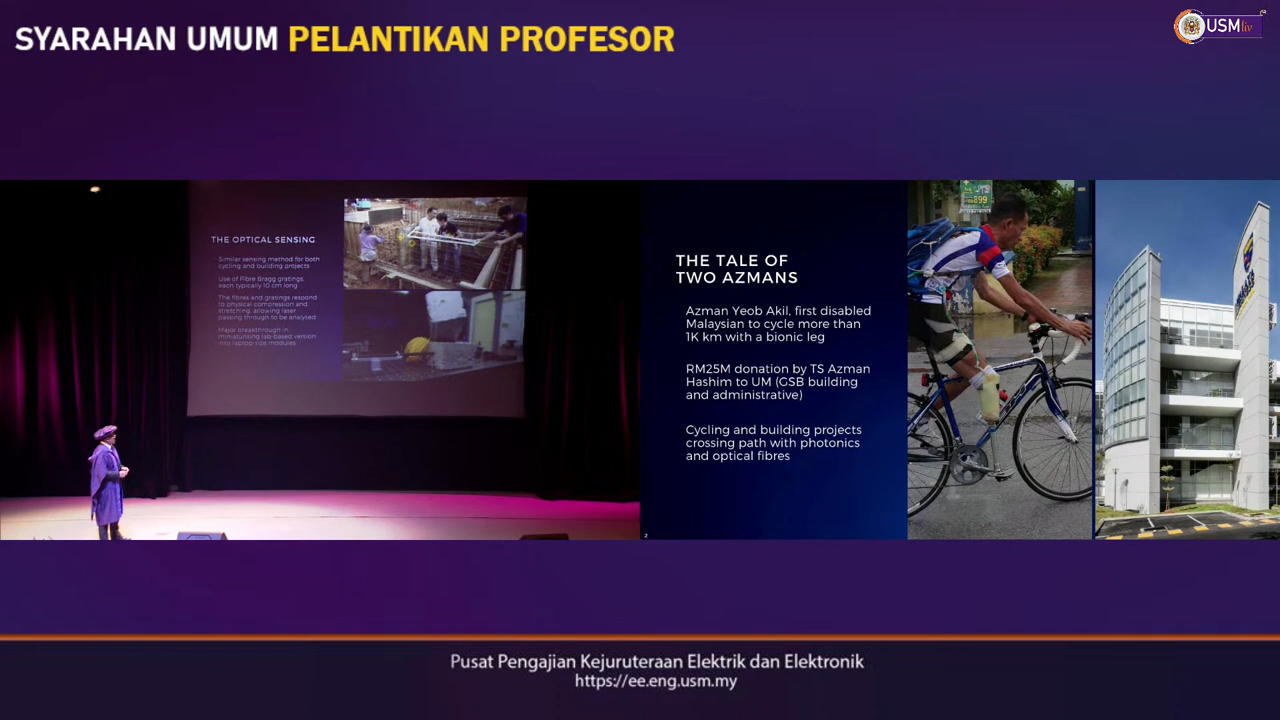 SYARAHAN UMUM PELANTIKAN PROFESOR
USMliv
THE OPTICAL SENSING
Similar sensing method for both
cycling and building projects
Use of Fibre Bragg gratings,
each typically 10 cm long
The fibres and gratings respond
to physical compression and
stretching, allowing laser
passing through to be analysed
Major breakthrough in
miniaturising lab-based version
into laptop-size modules
THE TALE OF
TWO AZMANS
Azman Yeob Akil, first disabled
Malaysian to cycle more than
1K km with a bionic leg
RM25M donation by TS Azman
Hashim to UM (GSB building
and administrative)
Cycling and building projects
crossing path with photonics
and optical fibres
2
899
Pusat Pengajian Kejuruteraan Elektrik dan Elektronik
https://ee.eng.usm.my